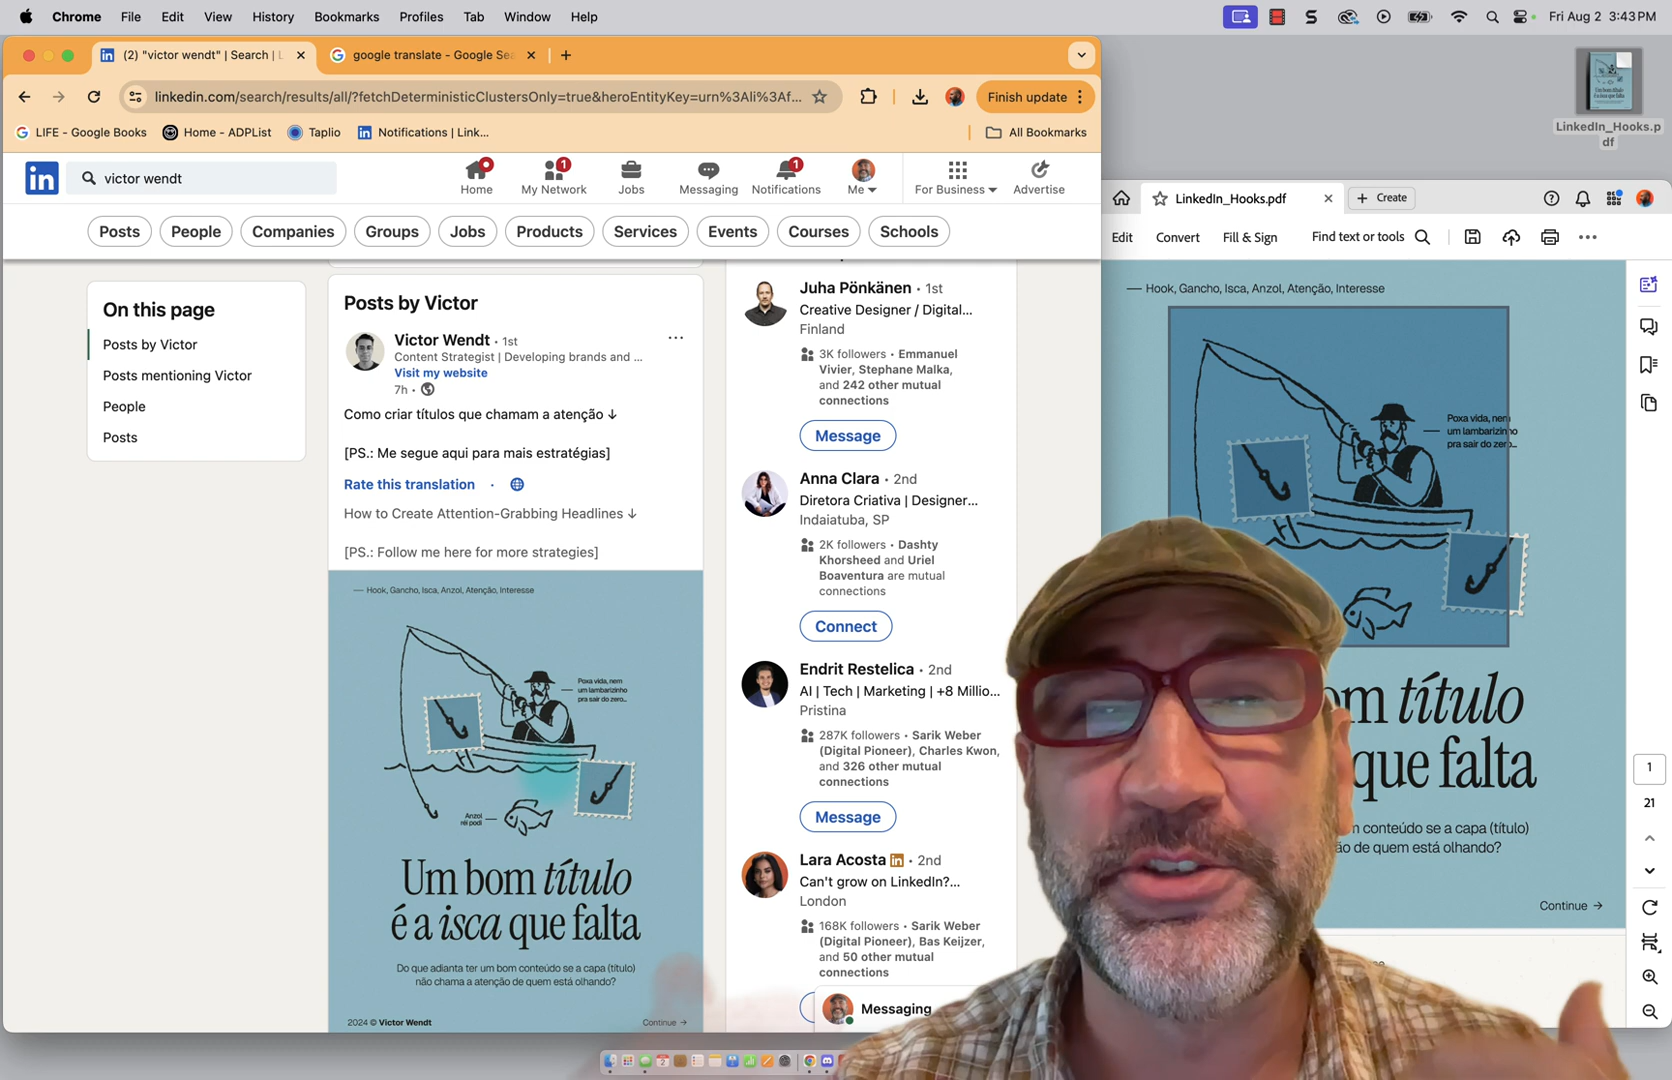 Chrome File Edit View History Bookmarks Profiles Tab Window Help
Fri Aug 2 3:43 PM
(2) "victor wendt" | Search | L
google translate - Google Sea
linkedin.com/search/results/all/?fetchDeterministicClustersOnly=true&heroEntityKey=urn%3Ali%3Af...
Finish update
LIFE - Google Books
Home - ADPList
Taplio
Notifications | Link...
All Bookmarks
in
victor wendt
Home
1
My Network
Jobs
Messaging
1
Notifications
Me
For Business
Advertise
Posts
People
Companies
Groups
Jobs
Products
Services
Events
Courses
Schools
On this page
Posts by Victor
Posts mentioning Victor
People
Posts
Posts by Victor
Victor Wendt • 1st
Content Strategist | Developing brands and ...
Visit my website
7h •
Como criar títulos que chamam a atenção ↓
[PS.: Me segue aqui para mais estratégias]
Rate this translation ·
How to Create Attention-Grabbing Headlines ↓
[PS.: Follow me here for more strategies]
— Hook, Gancho, Isca, Anzol, Atenção, Interesse
Poxa vida, nem
um lambarizinho
pra sair do zero...
Anzol
réi podi
Um bom título
é a isca que falta
Do que adianta ter um bom conteúdo se a capa (título)
não chama a atenção de quem está olhando?
2024 © Victor Wendt
Continue →
Juha Pönkänen • 1st
Creative Designer / Digital...
Finland
3K followers • Emmanuel
Vivier, Stephane Malka,
and 242 other mutual
connections
Message
Anna Clara • 2nd
Diretora Criativa | Designer...
Indaiatuba, SP
2K followers • Dashty
Khorsheed and Uriel
Boaventura are mutual
connections
Connect
Endrit Restelica • 2nd
AI | Tech | Marketing | +8 Millio...
Pristina
287K followers • Sarik Weber
(Digital Pioneer), Charles Kwon,
and 326 other mutual
connections
Message
Lara Acosta in • 2nd
Can't grow on LinkedIn?...
London
168K followers • Sarik Weber
(Digital Pioneer), Bas Keijzer,
and 50 other mutual
connections
Messaging
LinkedIn_Hooks.p
df
LinkedIn_Hooks.pdf
+ Create
Edit
Convert
Fill & Sign
Find text or tools
— Hook, Gancho, Isca, Anzol, Atenção, Interesse
Poxa vida, nem
um lambarizinho
pra sair do zero...
om título
que falta
conteúdo se a capa (título)
ão de quem está olhando?
Continue →
1
21